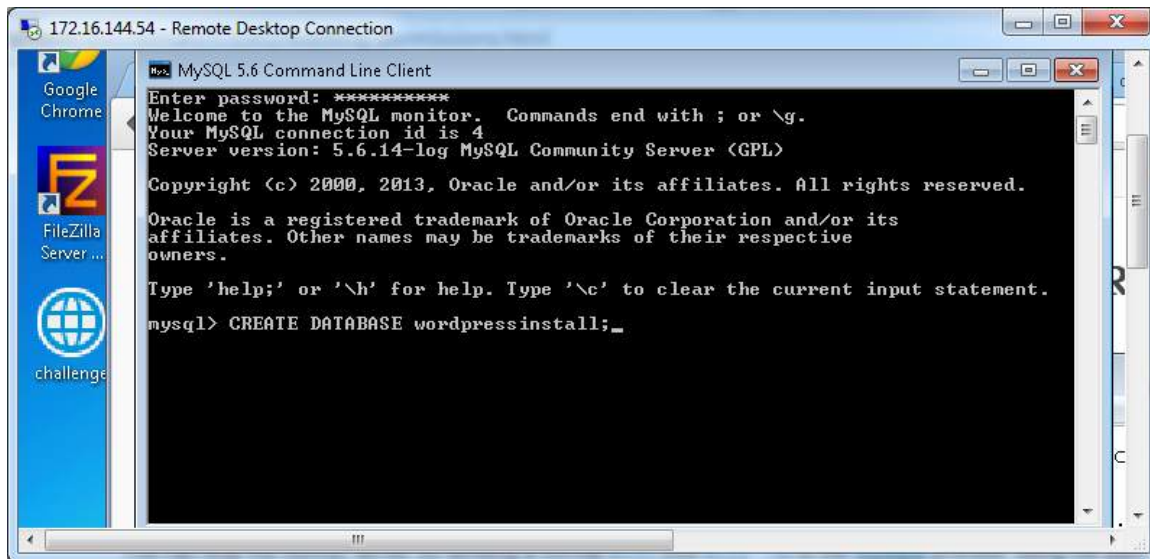 172.16.144.54 - Remote Desktop Connection
Google
Chrome
FileZilla
Server ...
challenge
MySQL 5.6 Command Line Client
Enter password: **********
Welcome to the MySQL monitor.  Commands end with ; or \g.
Your MySQL connection id is 4
Server version: 5.6.14-log MySQL Community Server (GPL)
Copyright (c) 2000, 2013, Oracle and/or its affiliates. All rights reserved.
Oracle is a registered trademark of Oracle Corporation and/or its
affiliates. Other names may be trademarks of their respective
owners.
Type 'help;' or '\h' for help. Type '\c' to clear the current input statement.
mysql> CREATE DATABASE wordpressinstall;_